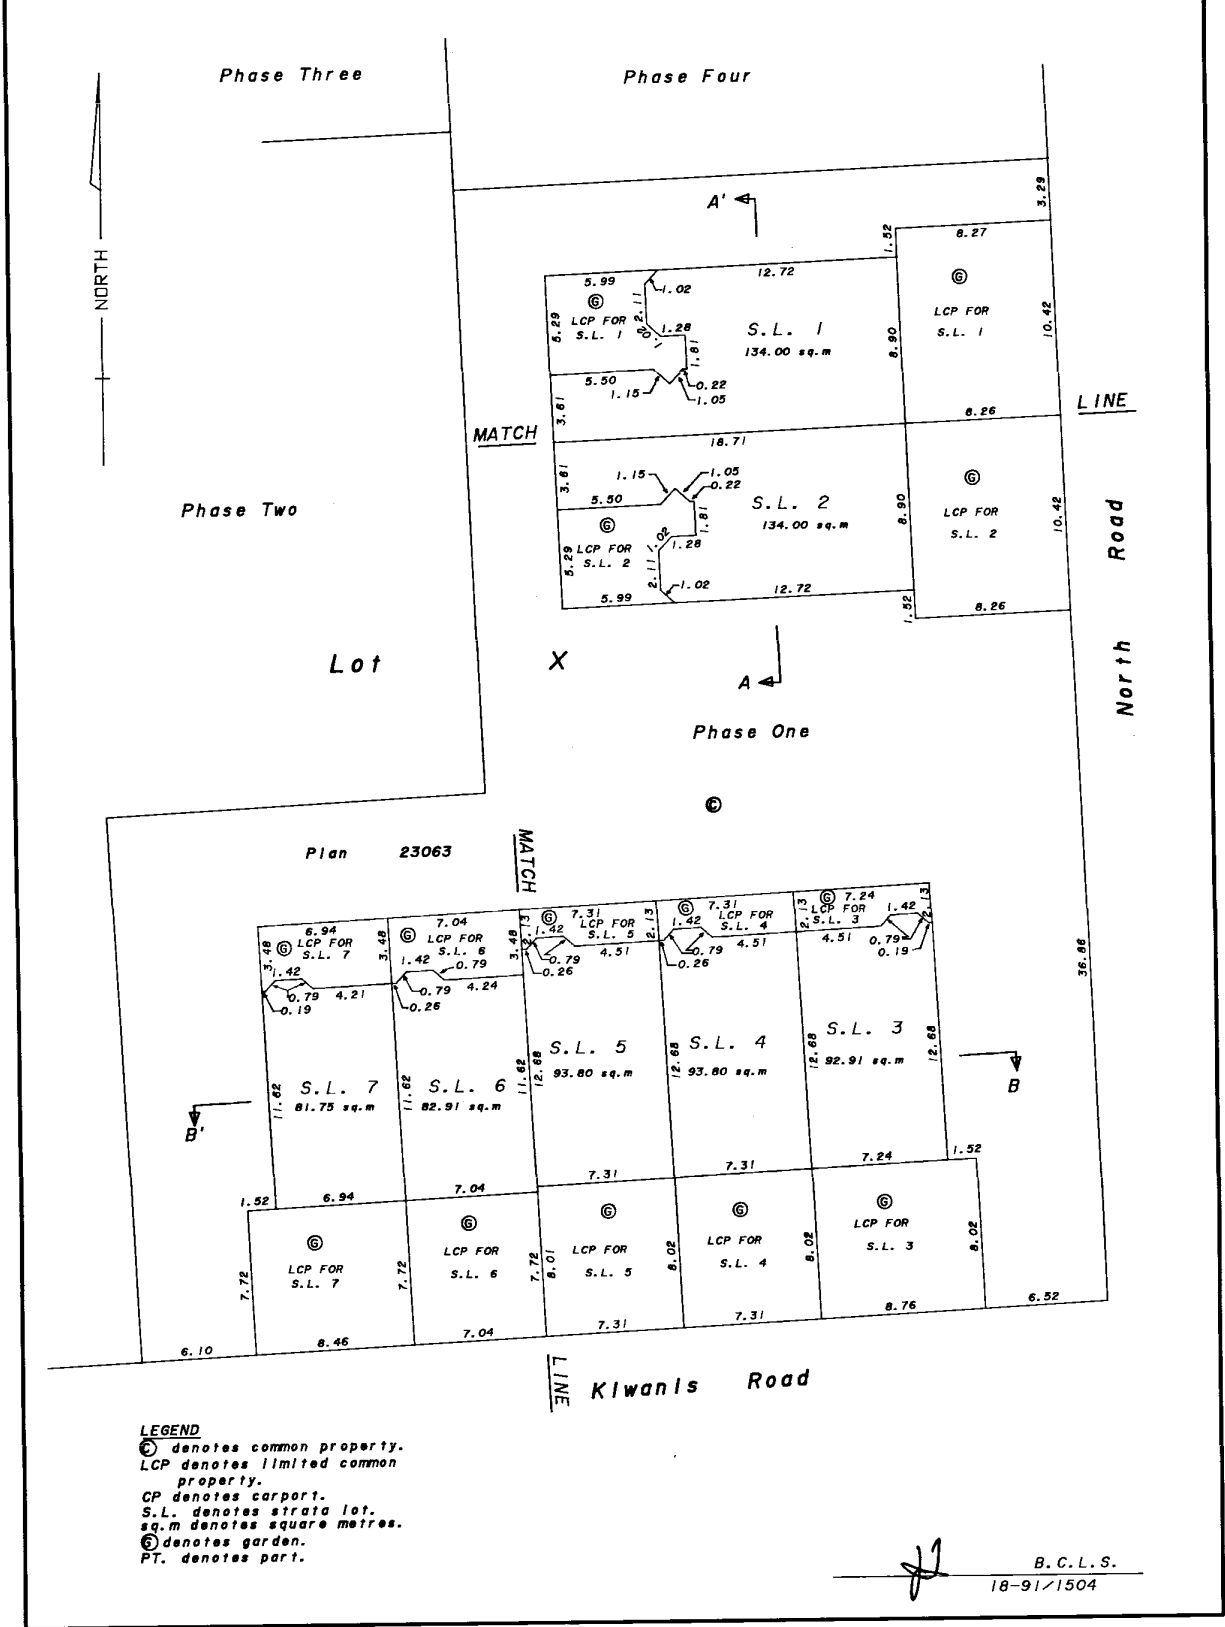 Phase Three
Phase Four
NORTH
A'
3.29
1.52
8.27
5.99
12.72
1.02
2.11
G
LCP FOR
S.L. 1
5.29
1.02
1.28
1.81
S.L. 1
134.00 sq.m
8.90
G
LCP FOR
S.L. 1
10.42
5.50
1.15
0.22
1.05
3.61
8.26
LINE
MATCH
18.71
3.61
1.15
1.05
0.22
5.50
1.81
S.L. 2
134.00 sq.m
8.90
G
LCP FOR
S.L. 2
10.42
Phase Two
G
LCP FOR
S.L. 2
5.29
1.02
1.28
2.11
1.02
5.99
12.72
1.52
8.26
North Road
Lot X
A
Phase One
C
Plan 23063
MATCH
6.94
7.04
7.31
7.31
7.24
3.48
G
LCP FOR
S.L. 7
1.42
0.79
4.21
0.19
3.48
G
LCP FOR
S.L. 6
1.42
0.79
0.79
4.24
0.26
3.48
2.13
G
LCP FOR
S.L. 5
1.42
0.79
4.51
0.26
2.13
G
LCP FOR
S.L. 4
1.42
0.79
4.51
0.26
2.13
G
LCP FOR
S.L. 3
1.42
4.51
0.79
0.19
2.13
36.86
S.L. 7
81.75 sq.m
S.L. 6
82.91 sq.m
S.L. 5
93.80 sq.m
S.L. 4
93.80 sq.m
S.L. 3
92.91 sq.m
11.62
11.62
11.62
12.68
12.68
12.68
12.68
B'
B
1.52
6.94
7.04
7.31
7.31
7.24
1.52
G
LCP FOR
S.L. 7
G
LCP FOR
S.L. 6
G
LCP FOR
S.L. 5
G
LCP FOR
S.L. 4
G
LCP FOR
S.L. 3
7.72
7.72
7.72
8.01
8.02
8.02
8.02
6.10
8.46
7.04
7.31
7.31
8.76
6.52
LINE
Kiwanis Road
LEGEND
C denotes common property.
LCP denotes limited common
property.
CP denotes carport.
S.L. denotes strata lot.
sq.m denotes square metres.
G denotes garden.
PT. denotes part.
B.C.L.S.
18-91/1504